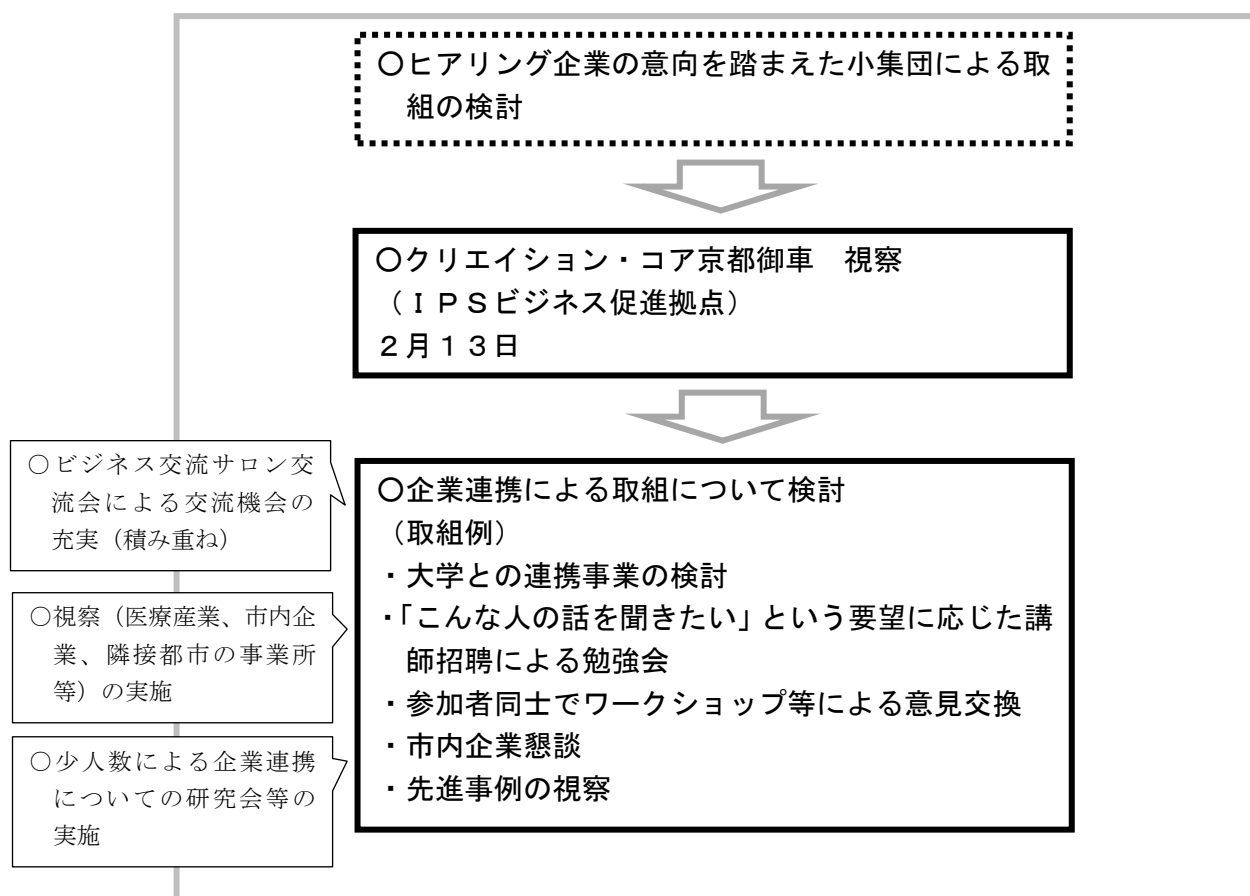 〇ヒアリング企業の意向を踏まえた小集団による取
組の検討
〇クリエイション・コア京都御車　視察
（ＩＰＳビジネス促進拠点）
２月１３日
〇ビジネス交流サロン交
流会による交流機会の
充実（積み重ね）
〇視察（医療産業、市内企
業、隣接都市の事業所
等）の実施
〇少人数による企業連携
についての研究会等の
実施
〇企業連携による取組について検討
（取組例）
・大学との連携事業の検討
・「こんな人の話を聞きたい」という要望に応じた講
師招聘による勉強会
・参加者同士でワークショップ等による意見交換
・市内企業懇談
・先進事例の視察